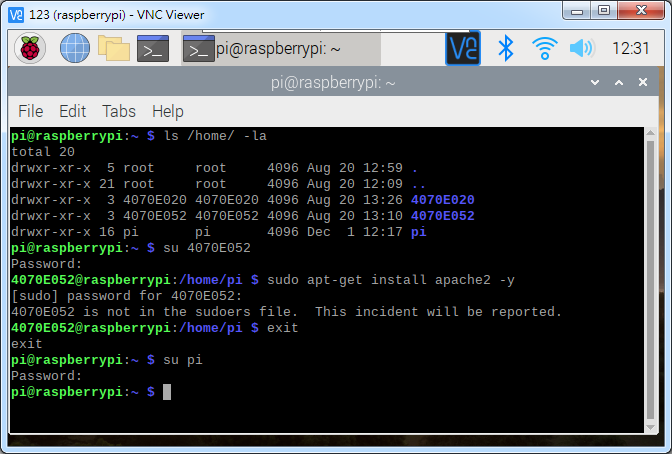 123 (raspberrypi) - VNC Viewer
pi@raspberrypi: ~
12:31
pi@raspberrypi: ~
File Edit Tabs Help
pi@raspberrypi:~ $ ls /home/ -la
total 20
drwxr-xr-x  5 root     root     4096 Aug 20 12:59 .
drwxr-xr-x 21 root     root     4096 Aug 20 12:09 ..
drwxr-xr-x  3 4070E020 4070E020 4096 Aug 20 13:26 4070E020
drwxr-xr-x  3 4070E052 4070E052 4096 Aug 20 13:10 4070E052
drwxr-xr-x 16 pi       pi       4096 Dec  1 12:17 pi
pi@raspberrypi:~ $ su 4070E052
Password:
4070E052@raspberrypi:/home/pi $ sudo apt-get install apache2 -y
[sudo] password for 4070E052:
4070E052 is not in the sudoers file.  This incident will be reported.
4070E052@raspberrypi:/home/pi $ exit
exit
pi@raspberrypi:~ $ su pi
Password:
pi@raspberrypi:~ $